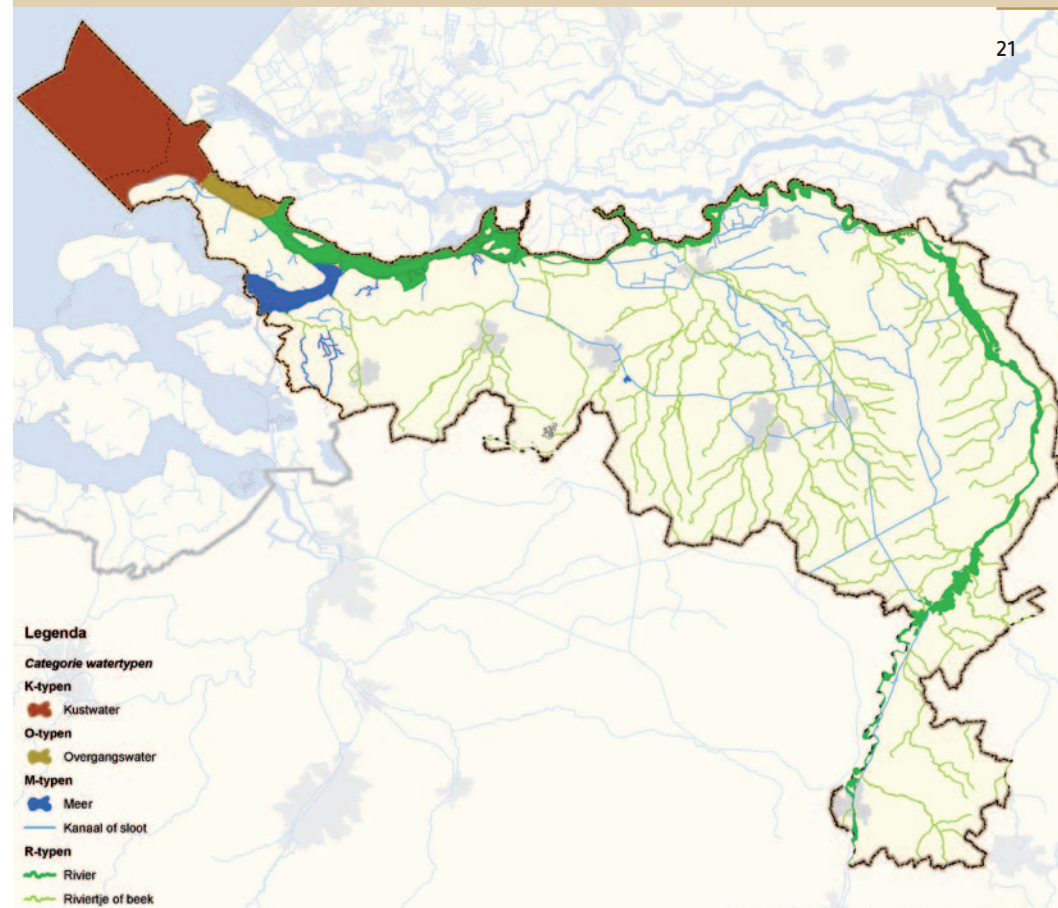 21
Legenda
Categorie watertypen
K-typen
Kustwater
O-typen
Overgangswater
M-typen
Meer
Kanaal of sloot
R-typen
Rivier
Riviertje of beek